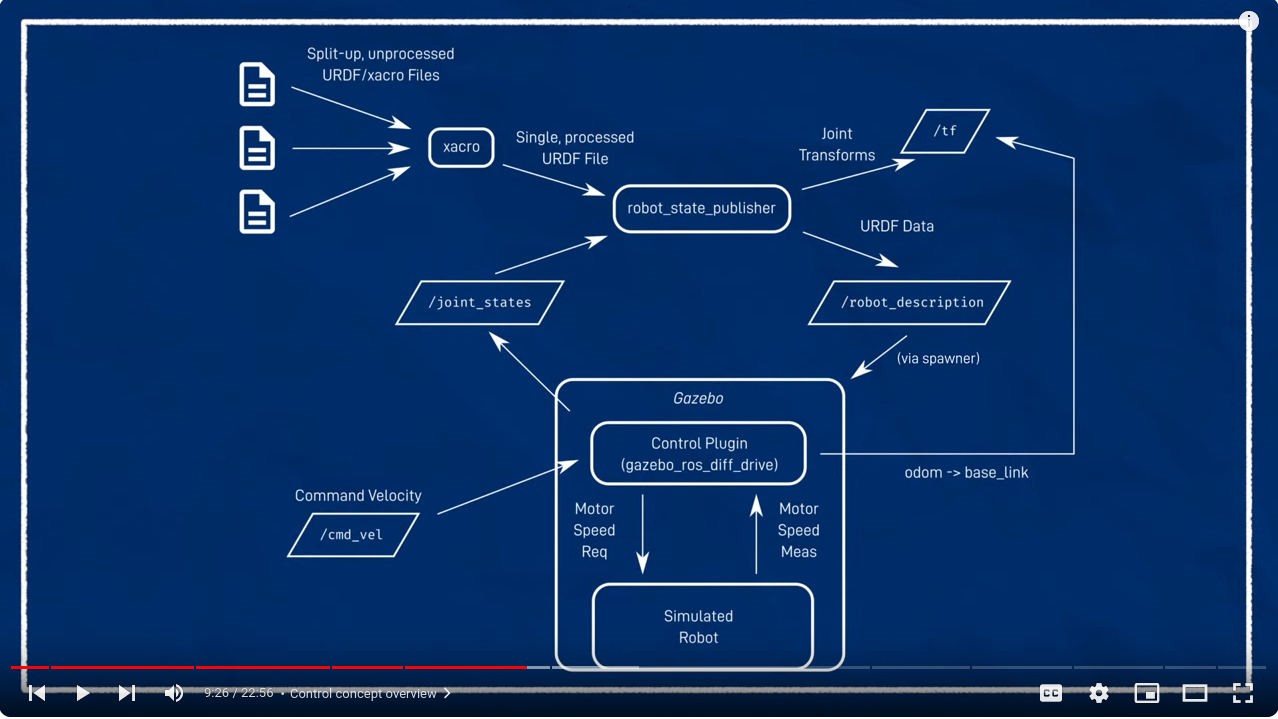 Split-up, unprocessed
URDF/xacro Files
xacro
Single, processed
URDF File
Joint
Transforms
/tf
robot_state_publisher
URDF Data
/joint_states
/robot_description
(via spawner)
Gazebo
Control Plugin
(gazebo_ros_diff_drive)
odom -> base_link
Command Velocity
/cmd_vel
Motor
Speed
Req
Motor
Speed
Meas
Simulated
Robot
9:26 / 22:56 • Control concept overview
CC